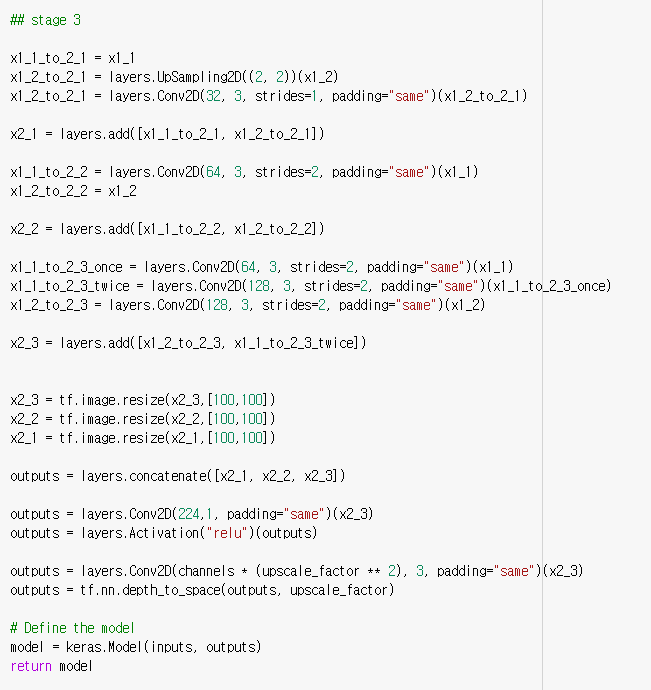 ## stage 3
x1_1_to_2_1 = x1_1
x1_2_to_2_1 = layers.UpSampling2D((2, 2))(x1_2)
x1_2_to_2_1 = layers.Conv2D(32, 3, strides=1, padding="same")(x1_2_to_2_1)
x2_1 = layers.add([x1_1_to_2_1, x1_2_to_2_1])
x1_1_to_2_2 = layers.Conv2D(64, 3, strides=2, padding="same")(x1_1)
x1_2_to_2_2 = x1_2
x2_2 = layers.add([x1_1_to_2_2, x1_2_to_2_2])
x1_1_to_2_3_once = layers.Conv2D(64, 3, strides=2, padding="same")(x1_1)
x1_1_to_2_3_twice = layers.Conv2D(128, 3, strides=2, padding="same")(x1_1_to_2_3_once)
x1_2_to_2_3 = layers.Conv2D(128, 3, strides=2, padding="same")(x1_2)
x2_3 = layers.add([x1_2_to_2_3, x1_1_to_2_3_twice])
x2_3 = tf.image.resize(x2_3,[100,100])
x2_2 = tf.image.resize(x2_2,[100,100])
x2_1 = tf.image.resize(x2_1,[100,100])
outputs = layers.concatenate([x2_1, x2_2, x2_3])
outputs = layers.Conv2D(224,1, padding="same")(x2_3)
outputs = layers.Activation("relu")(outputs)
outputs = layers.Conv2D(channels * (upscale_factor ** 2), 3, padding="same")(x2_3)
outputs = tf.nn.depth_to_space(outputs, upscale_factor)
# Define the model
model = keras.Model(inputs, outputs)
return model